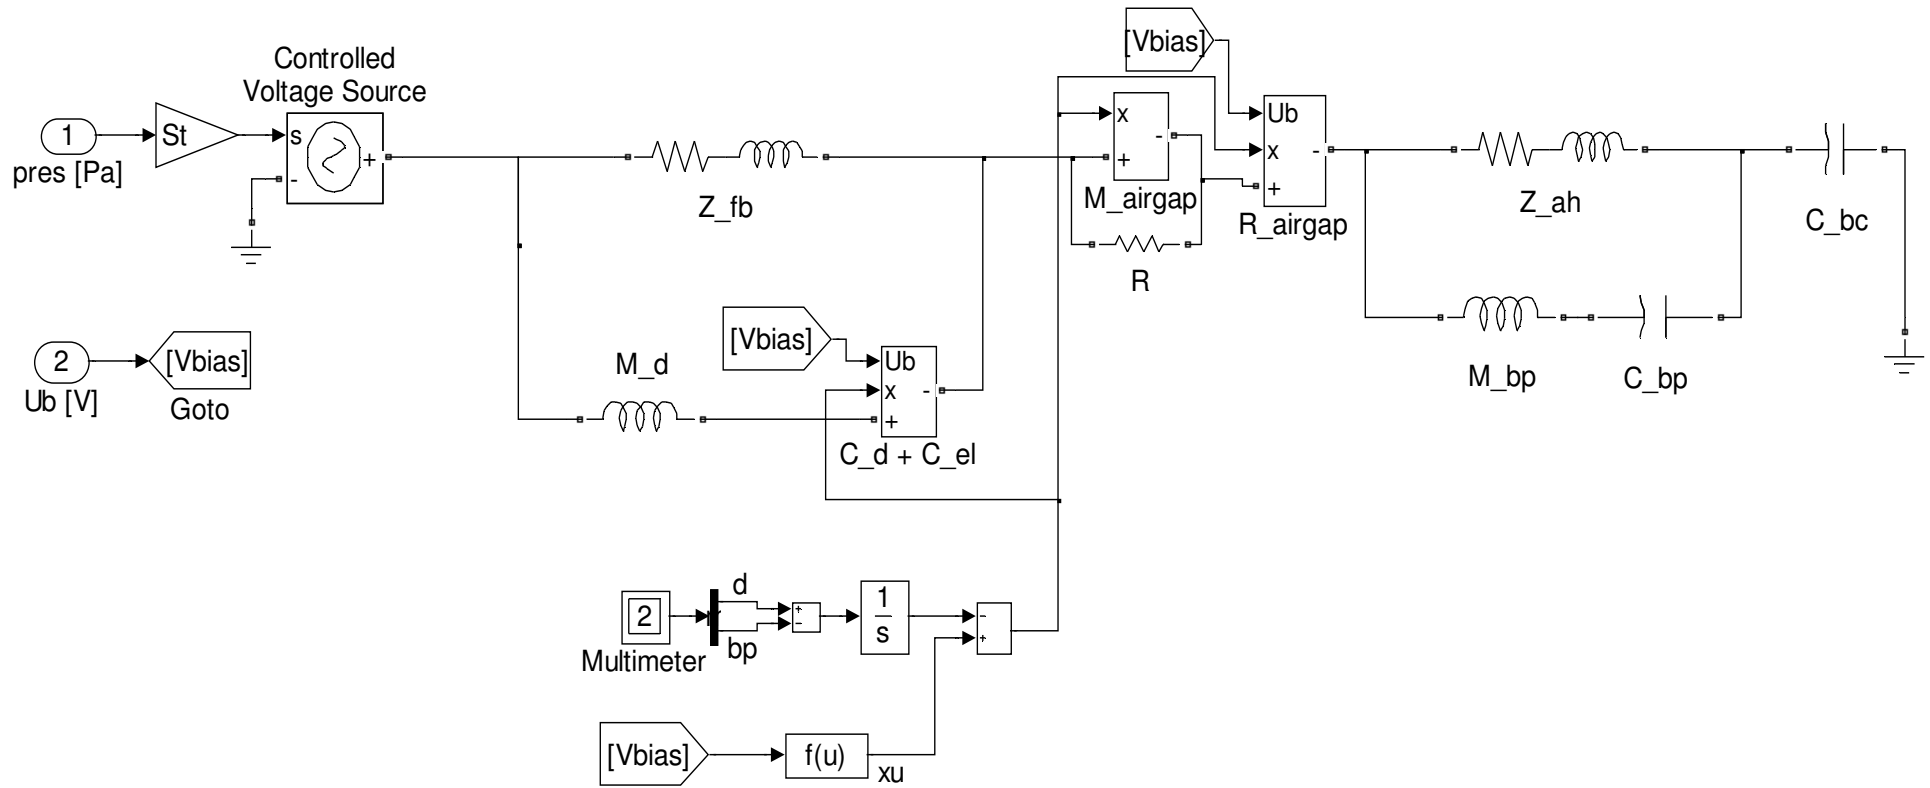 Controlled
Voltage Source
1
pres [Pa]
St
s
+
-
Z_fb
[Vbias]
x
-
+
M_airgap
R
Ub
x
-
+
R_airgap
Z_ah
C_bc
M_bp
C_bp
2
Ub [V]
[Vbias]
Goto
M_d
[Vbias]
Ub
x
-
+
C_d + C_el
2
Multimeter
d
bp
+
-
1
s
-
+
[Vbias]
f(u)
xu